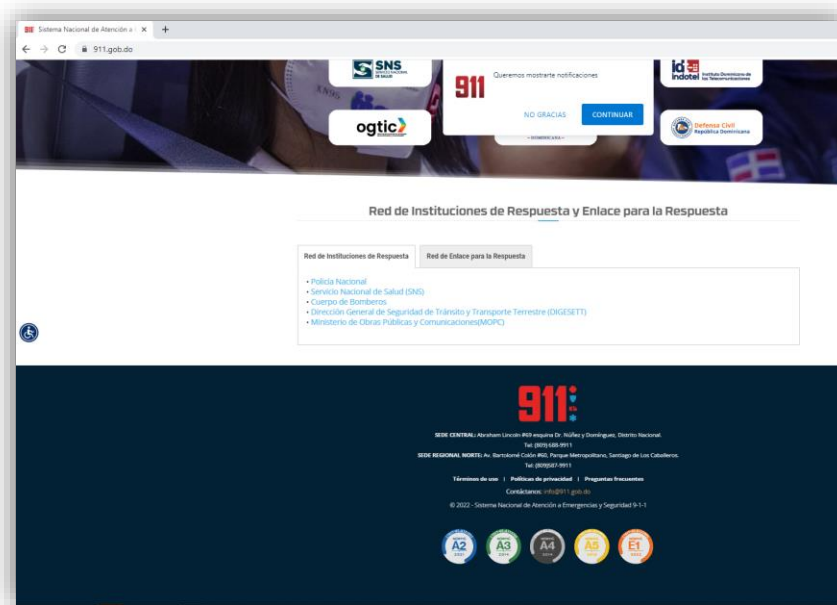 Sistema Nacional de Atención a
911.gob.do
SNS
SERVICIO NACIONAL
DE SALUD
911
Queremos mostrarte notificaciones
NO GRACIAS
CONTINUAR
indotel
Instituto Dominicano de
las Telecomunicaciones
ogtic
Defensa Civil
República Dominicana
Red de Instituciones de Respuesta y Enlace para la Respuesta
Red de Instituciones de Respuesta
Red de Enlace para la Respuesta
• Policía Nacional
• Servicio Nacional de Salud (SNS)
• Cuerpo de Bomberos
• Dirección General de Seguridad de Tránsito y Transporte Terrestre (DIGESETT)
• Ministerio de Obras Públicas y Comunicaciones(MOPC)
911
SEDE CENTRAL: Abraham Lincoln #69 esquina Dr. Núñez y Domínguez, Distrito Nacional.
Tel: (809) 688-9911
SEDE REGIONAL NORTE: Av. Bartolomé Colón #60, Parque Metropolitano, Santiago de Los Caballeros.
Tel: (809)587-9911
Términos de uso | Políticas de privacidad | Preguntas frecuentes
Contáctanos: info@911.gob.do
© 2022 - Sistema Nacional de Atención a Emergencias y Seguridad 9-1-1
A2
A3
A4
A5
E1